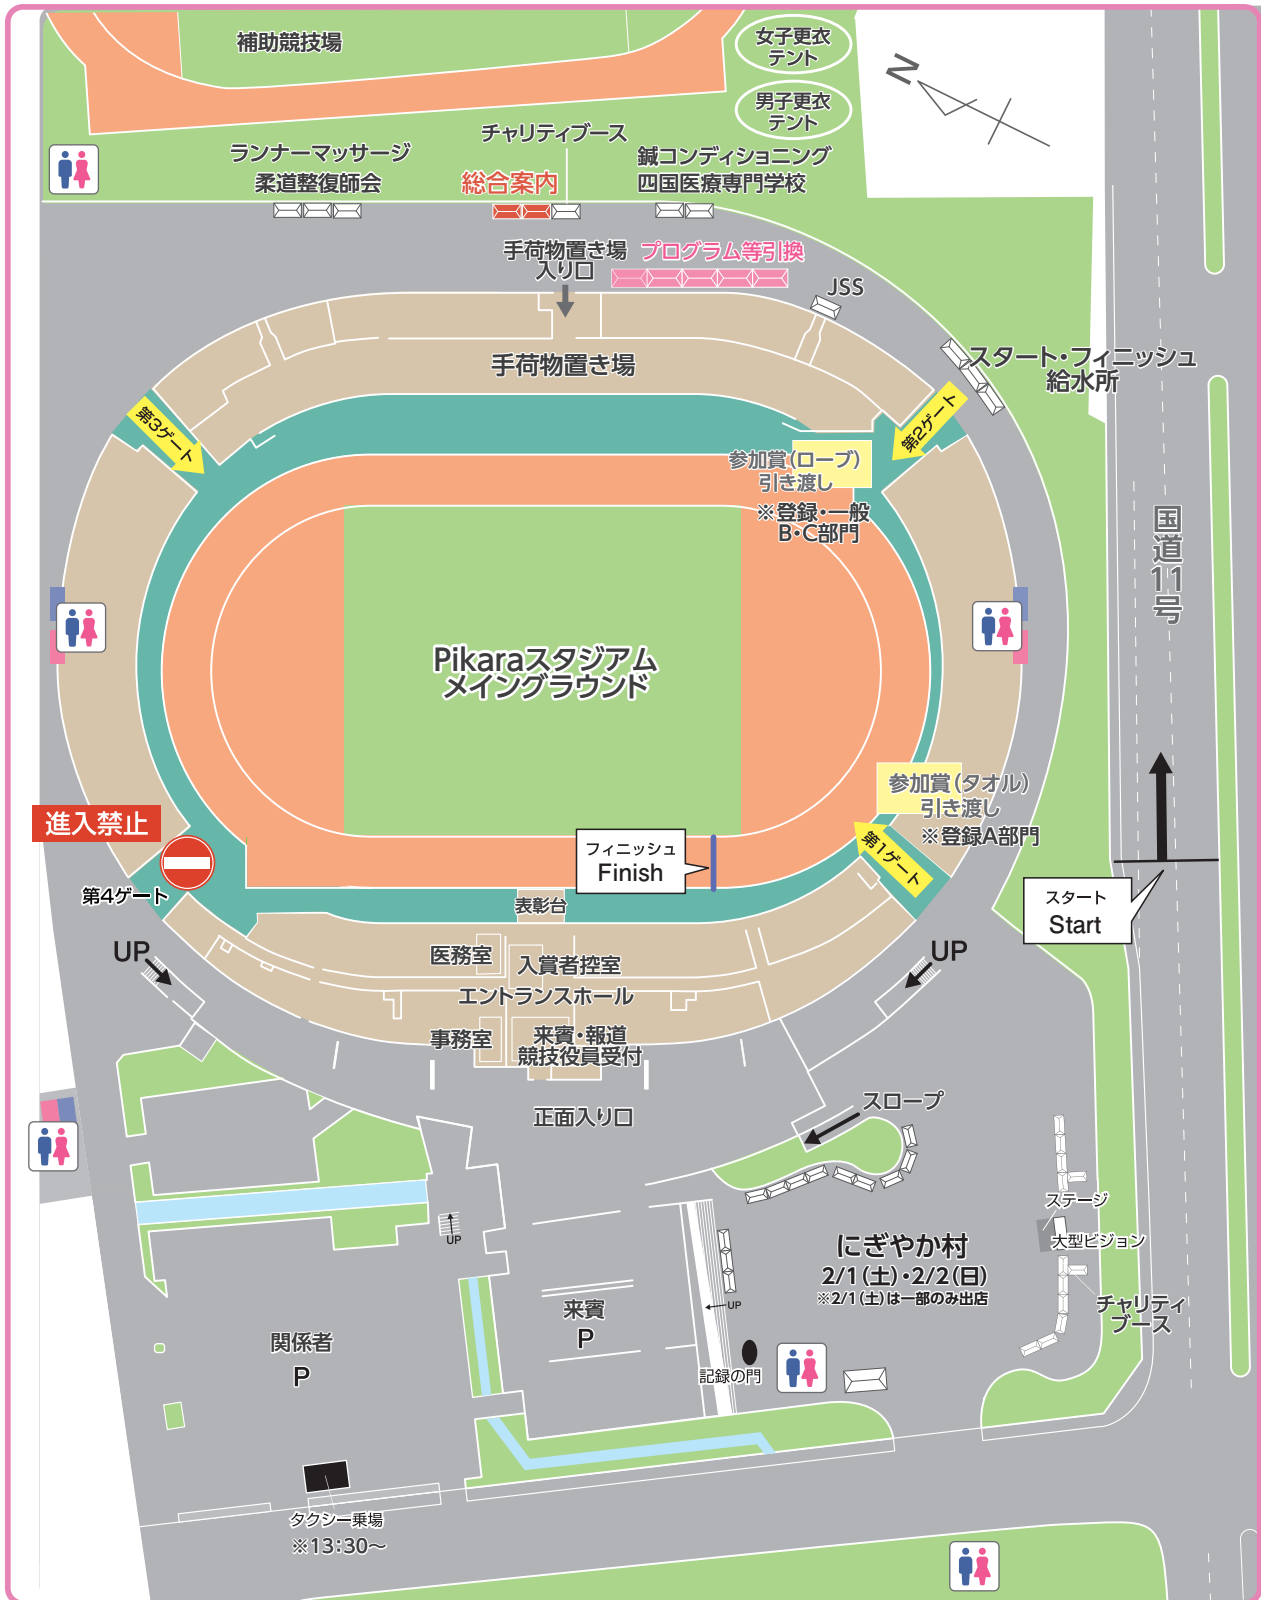 補助競技場
女子更衣
テント
N
男子更衣
テント
チャリティブース
ランナーマッサージ
柔道整復師会
総合案内
鍼コンディショニング
四国医療専門学校
手荷物置き場
入り口
プログラム等引換
JSS
手荷物置き場
スタート・フィニッシュ
給水所
第3ゲート
第2ゲート
参加賞(ローブ)
引き渡し
※登録・一般
B・C部門
国道11号
Pikaraスタジアム
メイングラウンド
参加賞(タオル)
引き渡し
※登録A部門
進入禁止
フィニッシュ
Finish
第1ゲート
第4ゲート
表彰台
スタート
Start
UP
UP
医務室
入賞者控室
エントランスホール
事務室
来賓・報道
競技役員受付
正面入り口
スロープ
ステージ
大型ビジョン
UP
にぎやか村
2/1(土)・2/2(日)
※2/1(土)は一部のみ出店
チャリティ
ブース
UP
来賓
P
関係者
P
記録の門
タクシー乗場
※13:30〜